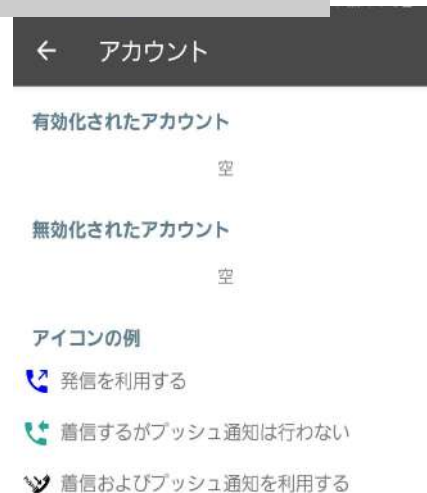 アカウント
有効化されたアカウント
空
無効化されたアカウント
空
アイコンの例
発信を利用する
着信するがプッシュ通知は行わない
着信およびプッシュ通知を利用する